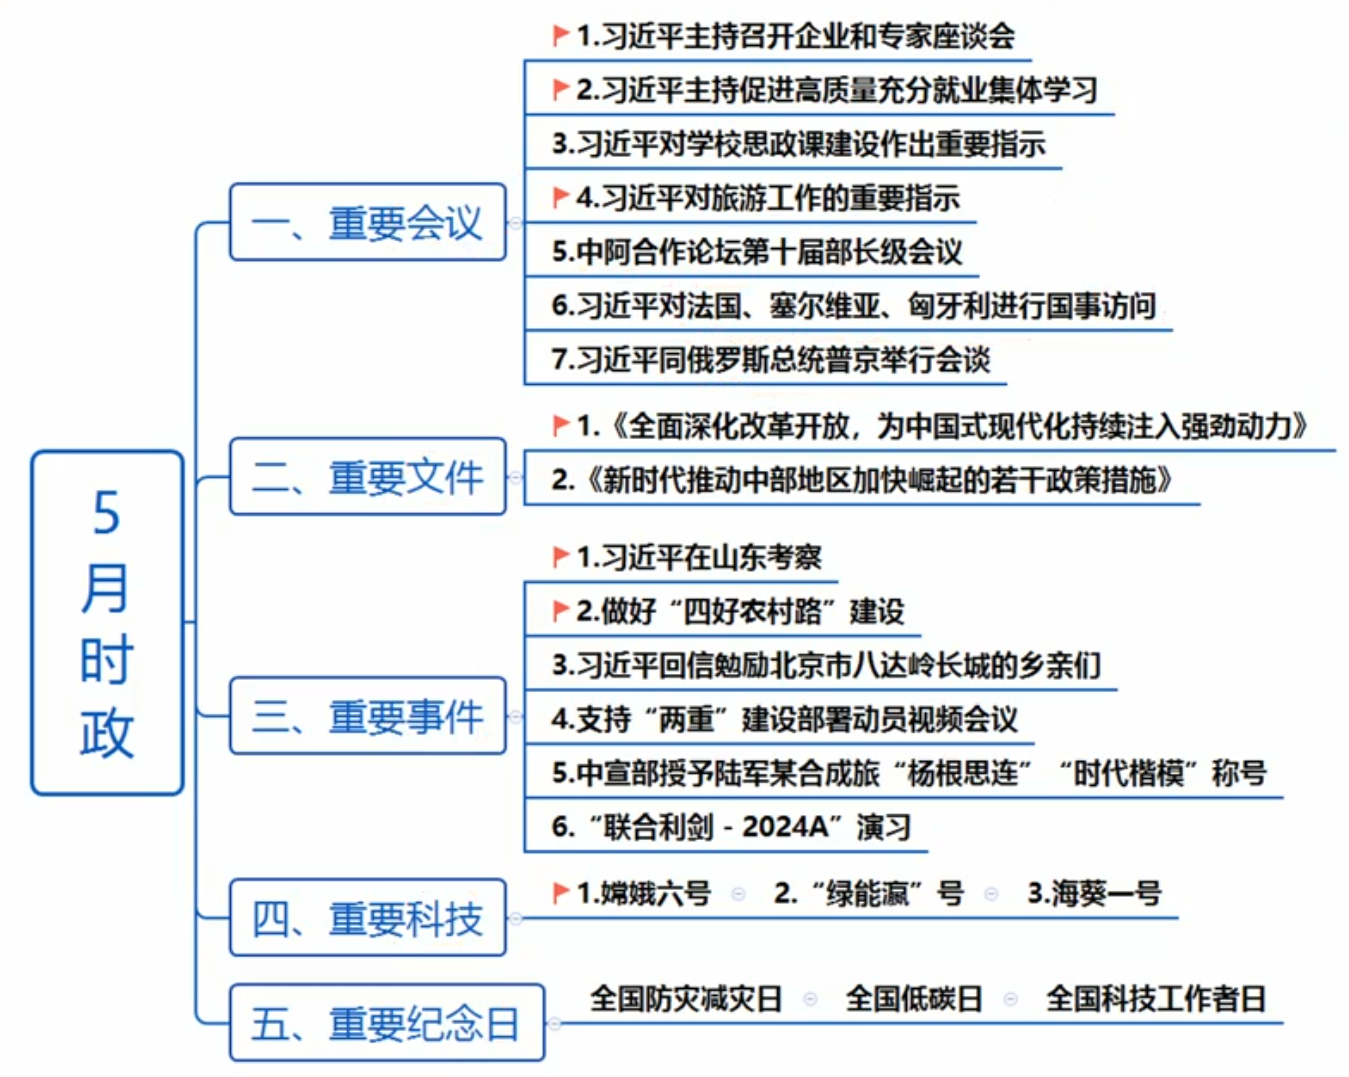 5月时政
一、重要会议
1.习近平主持召开企业和专家座谈会
2.习近平主持促进高质量充分就业集体学习
3.习近平对学校思政课建设作出重要指示
4.习近平对旅游工作的重要指示
5.中阿合作论坛第十届部长级会议
6.习近平对法国、塞尔维亚、匈牙利进行国事访问
7.习近平同俄罗斯总统普京举行会谈
二、重要文件
1.《全面深化改革开放，为中国式现代化持续注入强劲动力》
2.《新时代推动中部地区加快崛起的若干政策措施》
三、重要事件
1.习近平在山东考察
2.做好“四好农村路”建设
3.习近平回信勉励北京市八达岭长城的乡亲们
4.支持“两重”建设部署动员视频会议
5.中宣部授予陆军某合成旅“杨根思连” “时代楷模”称号
6.“联合利剑 - 2024A”演习
四、重要科技
1.嫦娥六号 2.“绿能瀛”号 3.海葵一号
五、重要纪念日
全国防灾减灾日 全国低碳日 全国科技工作者日